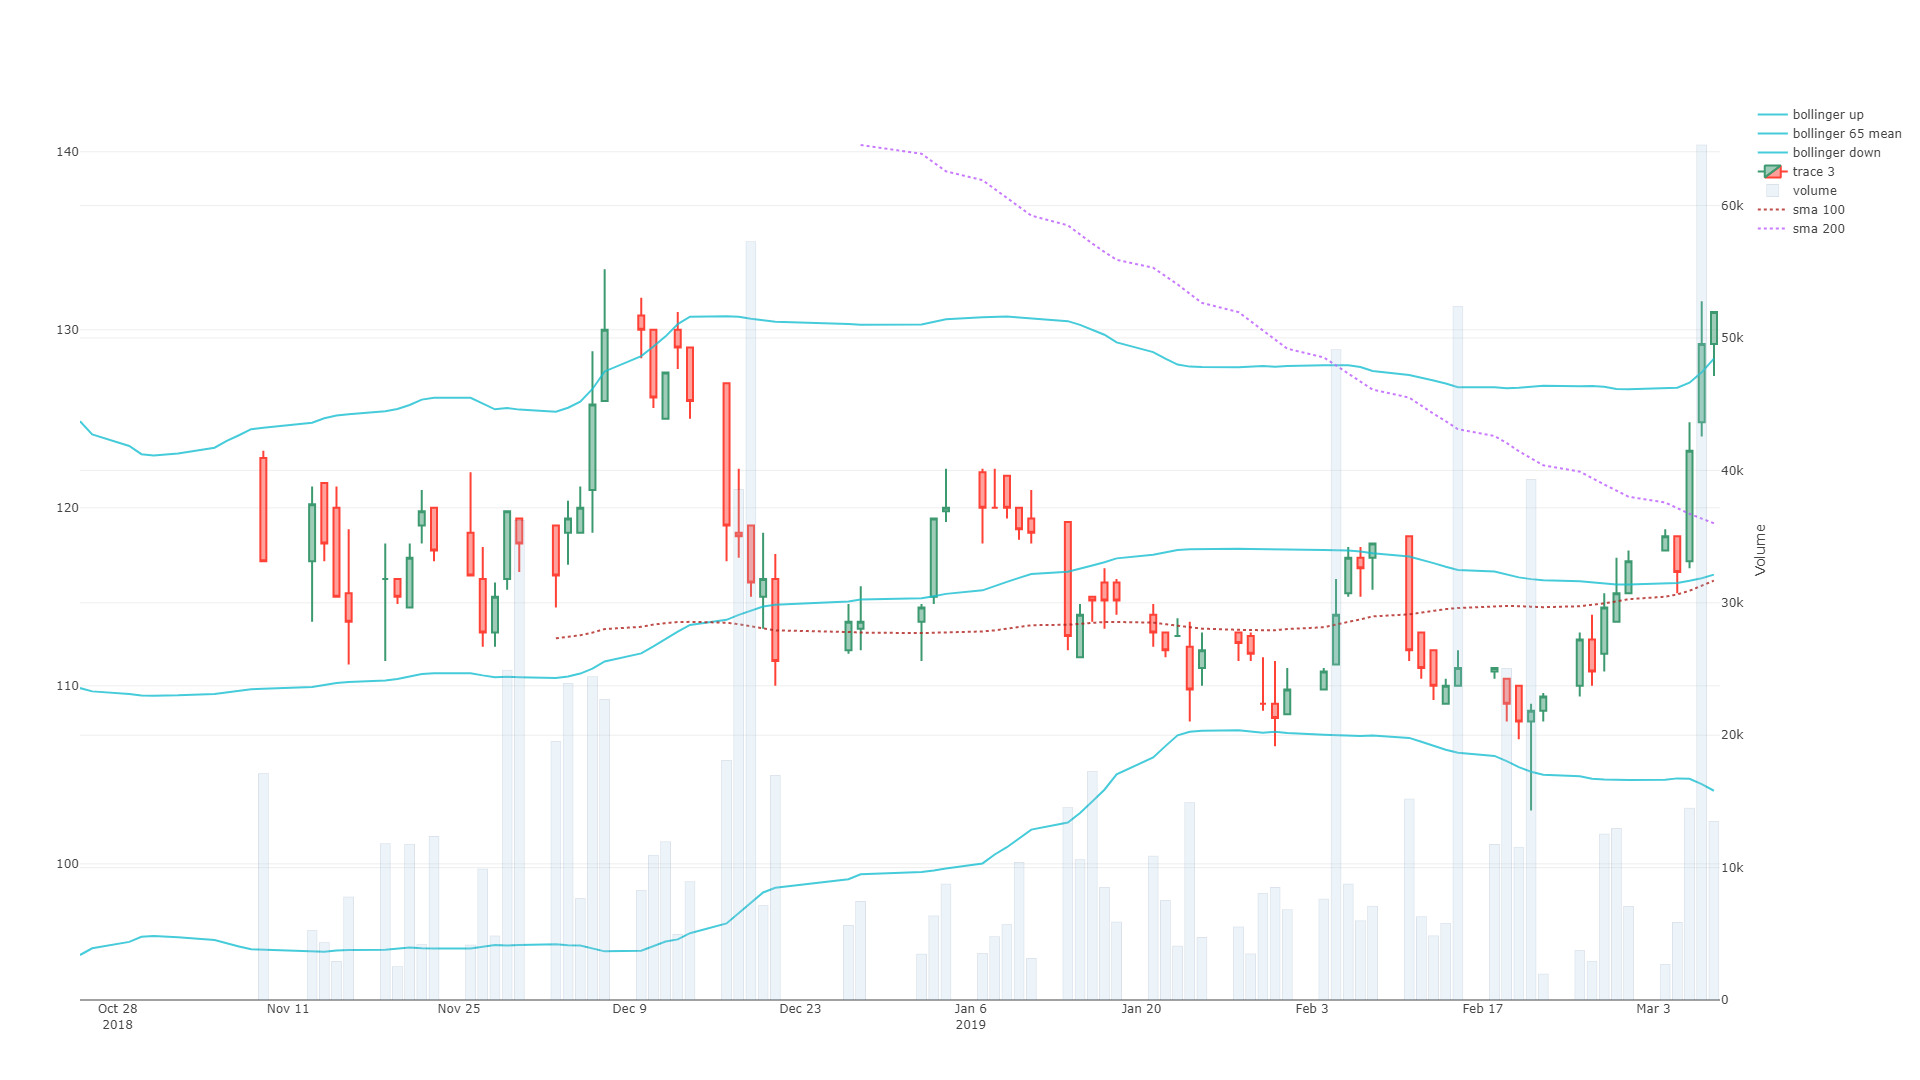 bollinger up
bollinger 65 mean
bollinger down
trace 3
volume
sma 100
sma 200
140
130
120
110
100
60k
50k
40k
30k
20k
10k
0
Volume
Oct 28
2018
Nov 11
Nov 25
Dec 9
Dec 23
Jan 6
2019
Jan 20
Feb 3
Feb 17
Mar 3